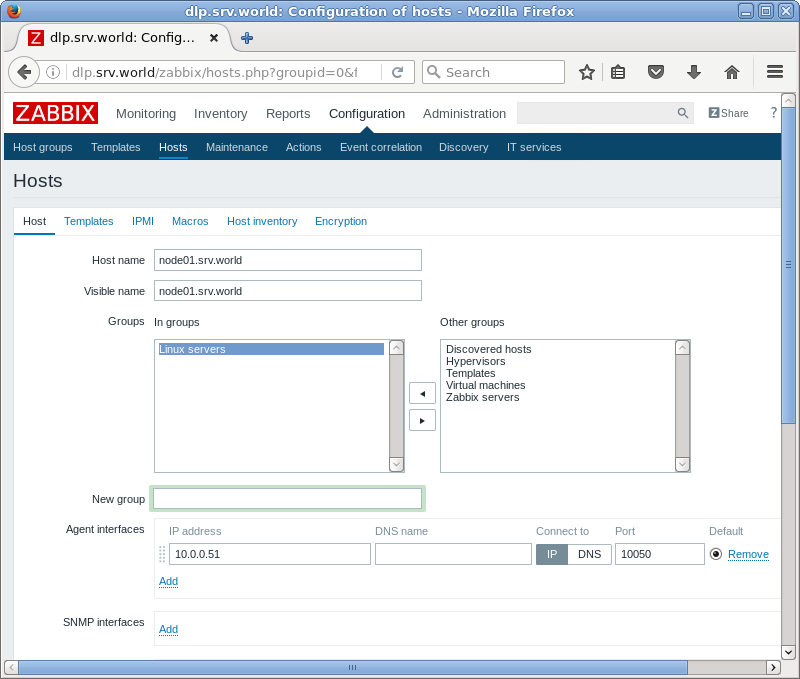 dlp.srv.world: Configuration of hosts - Mozilla Firefox
Z dlp.srv.world: Config...
dlp.srv.world/zabbix/hosts.php?groupid=0&f
Search
ZABBIX Monitoring Inventory Reports Configuration Administration Z Share ?
Host groups Templates Hosts Maintenance Actions Event correlation Discovery IT services
Hosts
Host Templates IPMI Macros Host inventory Encryption
Host name node01.srv.world
Visible name node01.srv.world
Groups In groups Other groups
Linux servers Discovered hosts
Hypervisors
Templates
Virtual machines
Zabbix servers
New group
Agent interfaces IP address DNS name Connect to Port Default
10.0.0.51 IP DNS 10050 Remove
Add
SNMP interfaces Add